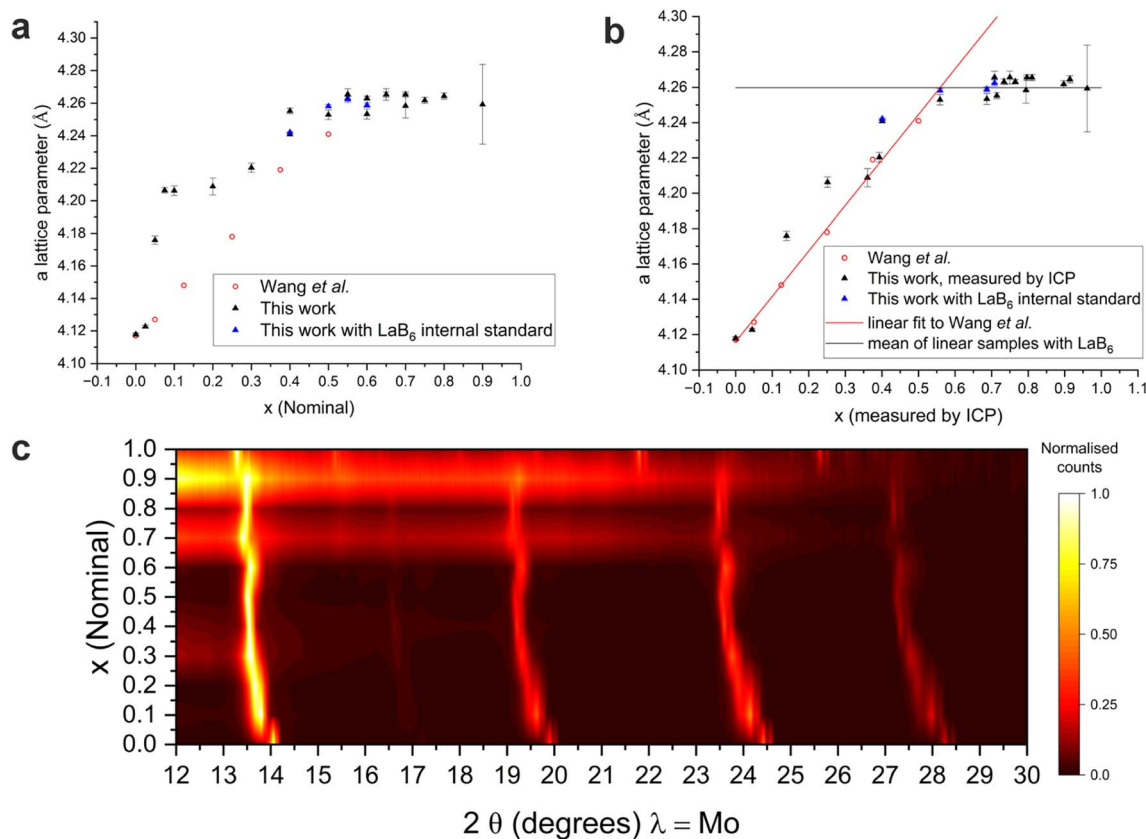 a
a lattice parameter (Å)
4.30
4.28
4.26
4.24
4.22
4.20
4.18
4.16
4.14
4.12
4.10
Wang et al.
This work
This work with LaB6 internal standard
−0.1 0.0 0.1 0.2 0.3 0.4 0.5 0.6 0.7 0.8 0.9 1.0
x (Nominal)
b
a lattice parameter (Å)
4.30
4.28
4.26
4.24
4.22
4.20
4.18
4.16
4.14
4.12
4.10
Wang et al.
This work, measured by ICP
This work with LaB6 internal standard
linear fit to Wang et al.
mean of linear samples with LaB6
−0.1 0.0 0.1 0.2 0.3 0.4 0.5 0.6 0.7 0.8 0.9 1.0 1.1
x (measured by ICP)
c
x (Nominal)
1.0
0.9
0.8
0.7
0.6
0.5
0.4
0.3
0.2
0.1
0.0
12 13 14 15 16 17 18 19 20 21 22 23 24 25 26 27 28 29 30
2 θ (degrees) λ = Mo
Normalised
counts
1.0
0.75
0.50
0.25
0.0